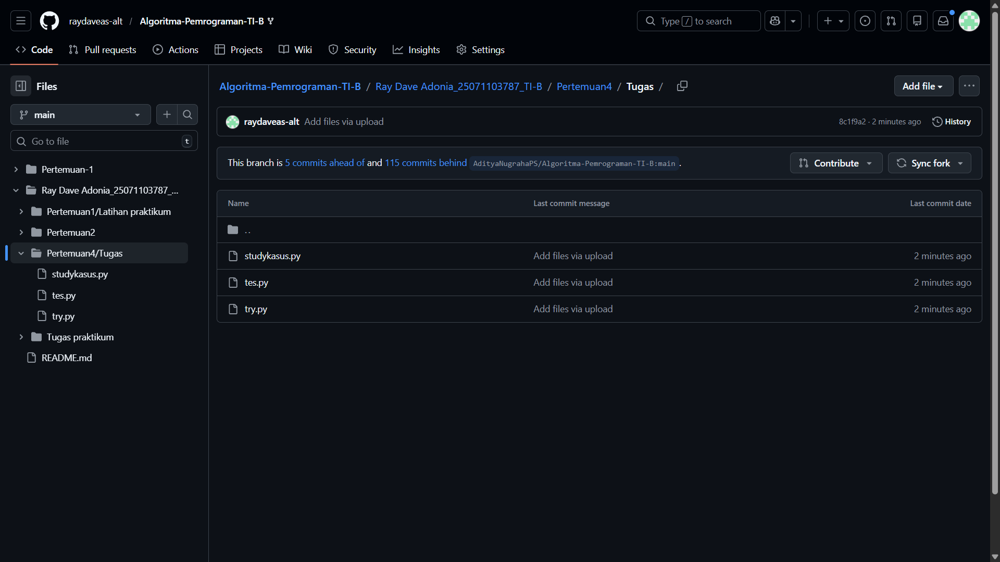 raydaveas-alt / Algoritma-Pemrograman-TI-B
Type / to search
Code Pull requests Actions Projects Wiki Security Insights Settings
Files
main
Go to file t
Pertemuan-1
Ray Dave Adonia_25071103787_...
Pertemuan1/Latihan praktikum
Pertemuan2
Pertemuan4/Tugas
studykasus.py
tes.py
try.py
Tugas praktikum
README.md
Algoritma-Pemrograman-TI-B / Ray Dave Adonia_25071103787_TI-B / Pertemuan4 / Tugas /
Add file
raydaveas-alt Add files via upload
8c1f9a2 · 2 minutes ago History
This branch is 5 commits ahead of and 115 commits behind AdityaNugrahaPS/Algoritma-Pemrograman-TI-B:main .
Contribute Sync fork
Name Last commit message Last commit date
..
studykasus.py Add files via upload 2 minutes ago
tes.py Add files via upload 2 minutes ago
try.py Add files via upload 2 minutes ago